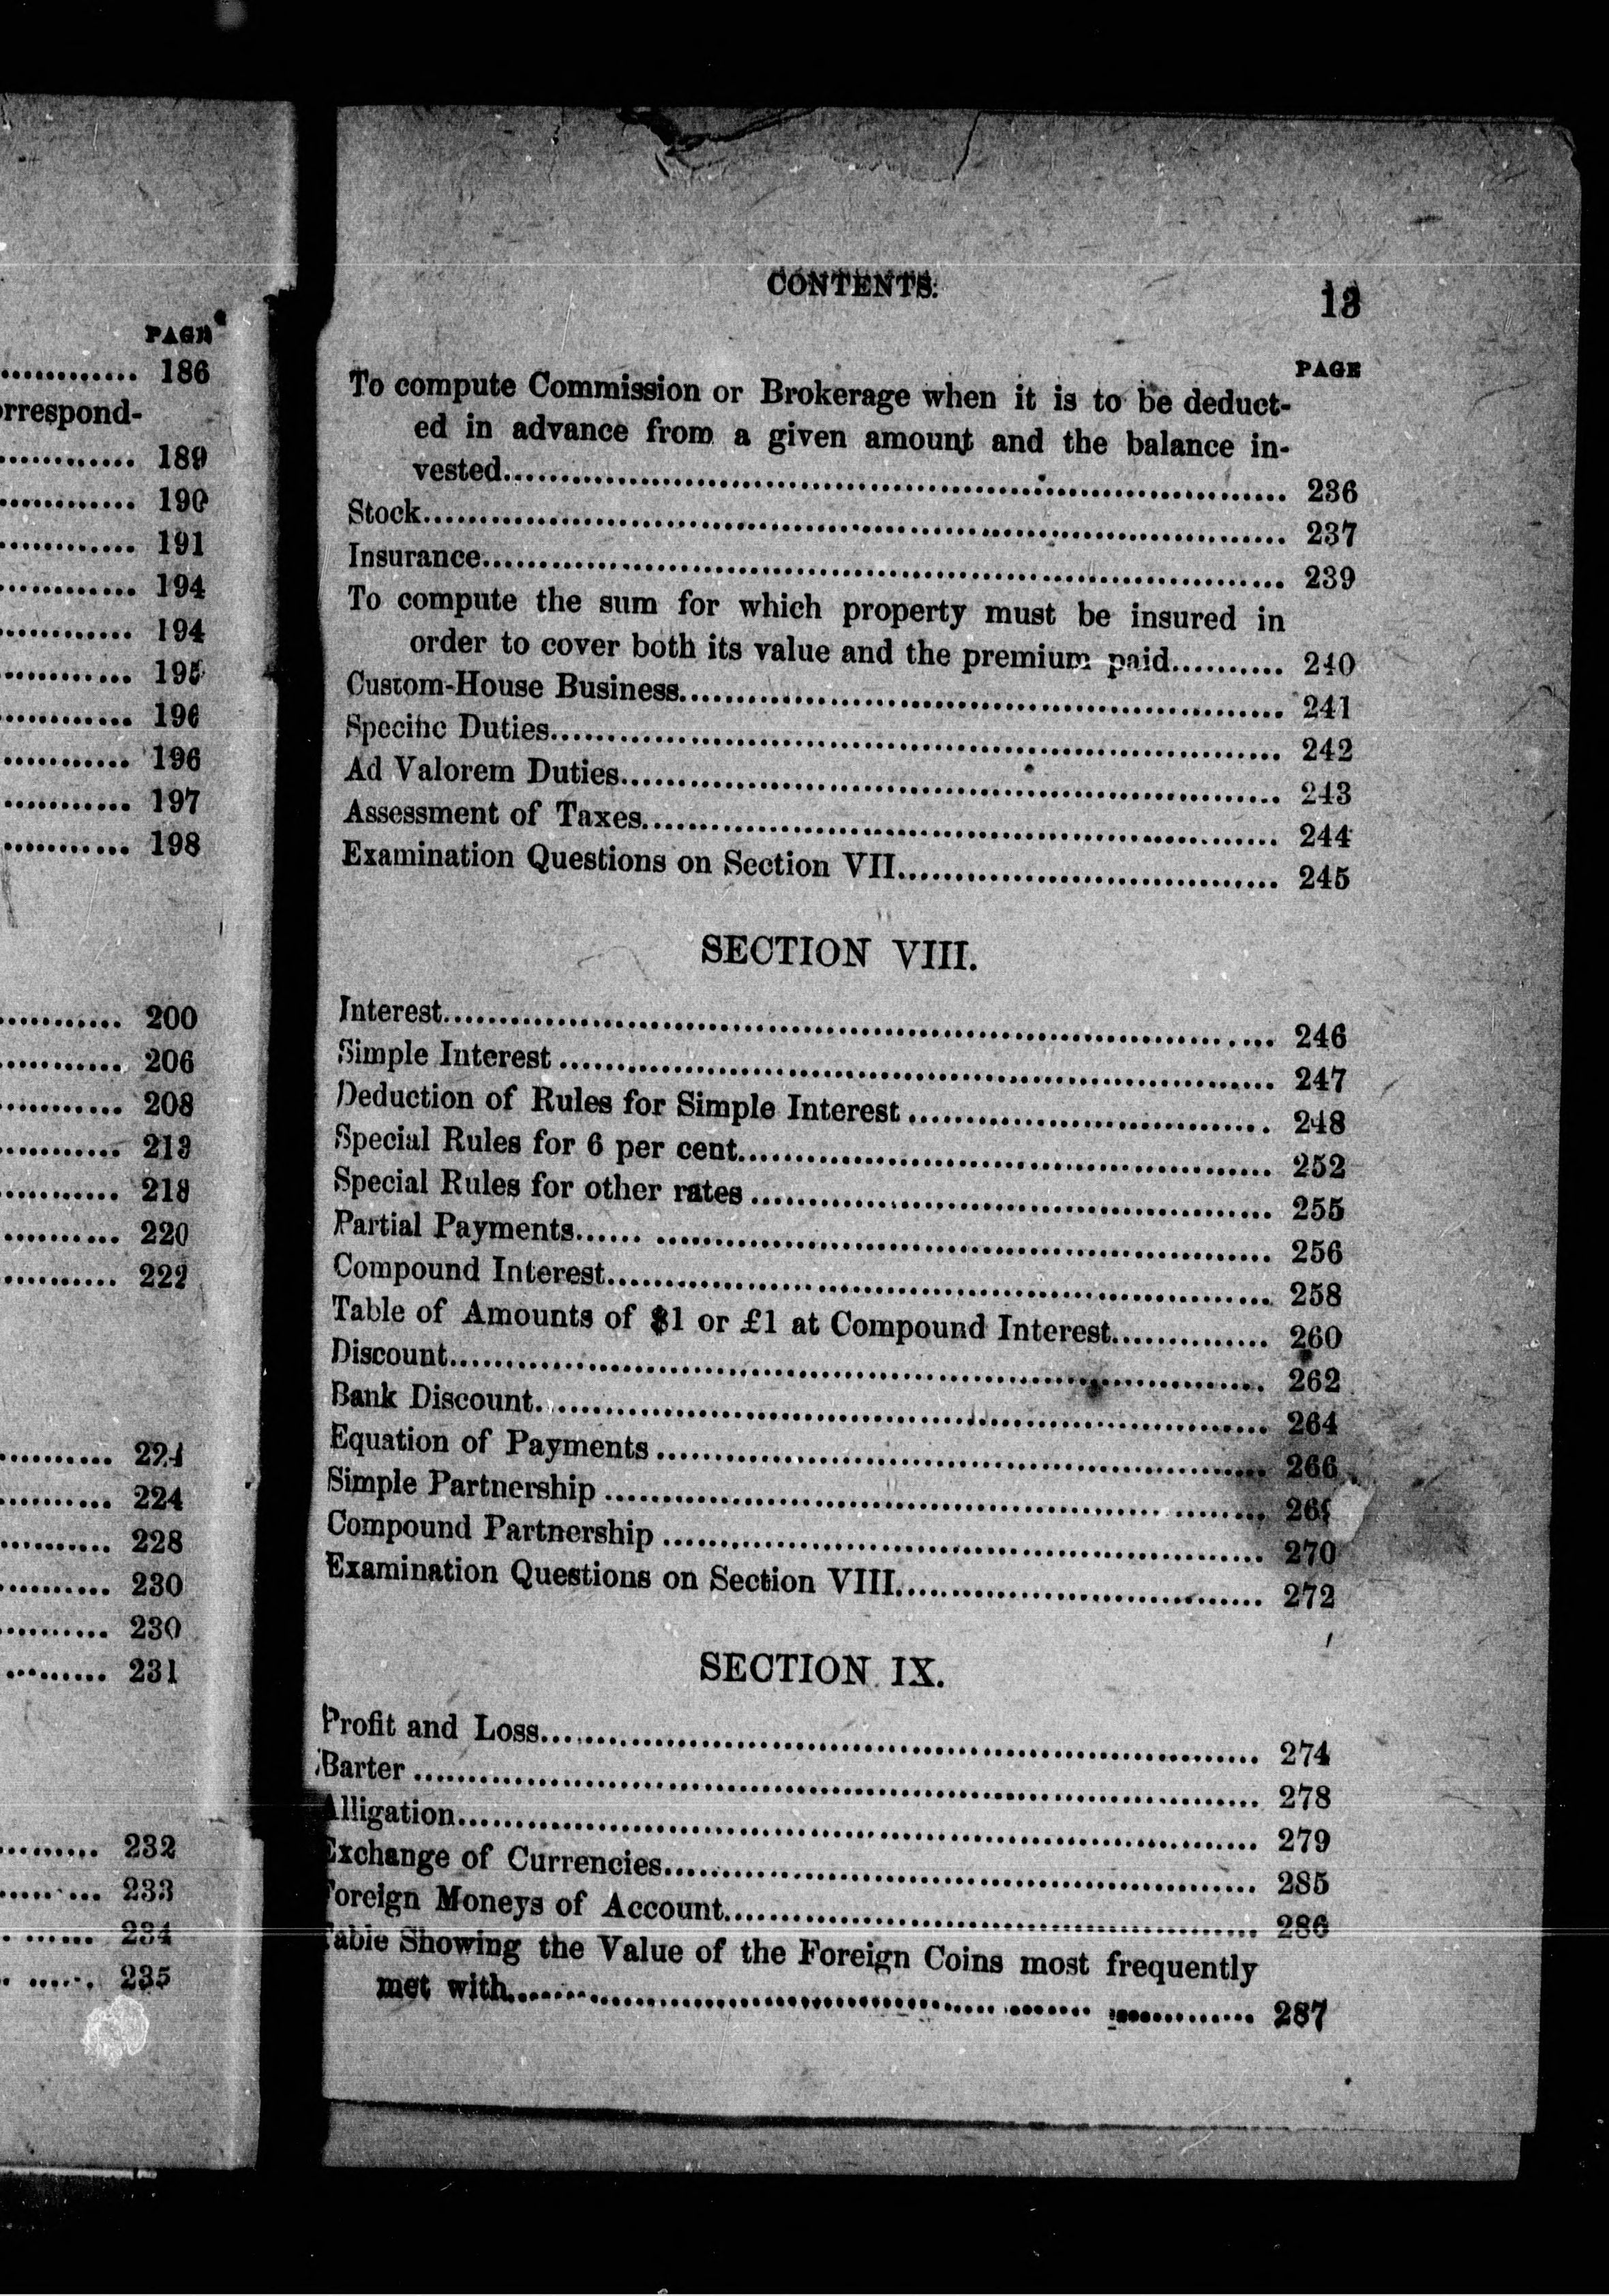 PAGE
............ 186
orrespond-
............ 189
............ 190
............ 191
............ 194
............ 194
............ 195
............ 196
............ 196
............ 197
............ 198
............ 200
............ 206
............ 208
............ 213
............ 218
............ 220
............ 222
............ 224
............ 224
............ 228
............ 230
............ 230
............ 231
............ 232
............ 233
............ 234
............ 235
CONTENTS. 13
PAGE
To compute Commission or Brokerage when it is to be deduct-
ed in advance from a given amount and the balance in-
vested............ 236
Stock............ 237
Insurance............ 239
To compute the sum for which property must be insured in
order to cover both its value and the premium paid.......... 240
Custom-House Business............ 241
Specific Duties............ 242
Ad Valorem Duties............ 243
Assessment of Taxes............ 244
Examination Questions on Section VII............ 245
SECTION VIII.
Interest............ 246
Simple Interest............ 247
Deduction of Rules for Simple Interest............ 248
Special Rules for 6 per cent............ 252
Special Rules for other rates............ 255
Partial Payments............ 256
Compound Interest............ 258
Table of Amounts of $1 or £1 at Compound Interest............ 260
Discount............ 262
Bank Discount............ 264
Equation of Payments............ 266
Simple Partnership............
Compound Partnership............ 270
Examination Questions on Section VIII............ 272
SECTION IX.
Profit and Loss............ 274
Barter............ 278
Alligation............ 279
Exchange of Currencies............ 285
Foreign Moneys of Account............ 286
Table Showing the Value of the Foreign Coins most frequently
met with............ 287